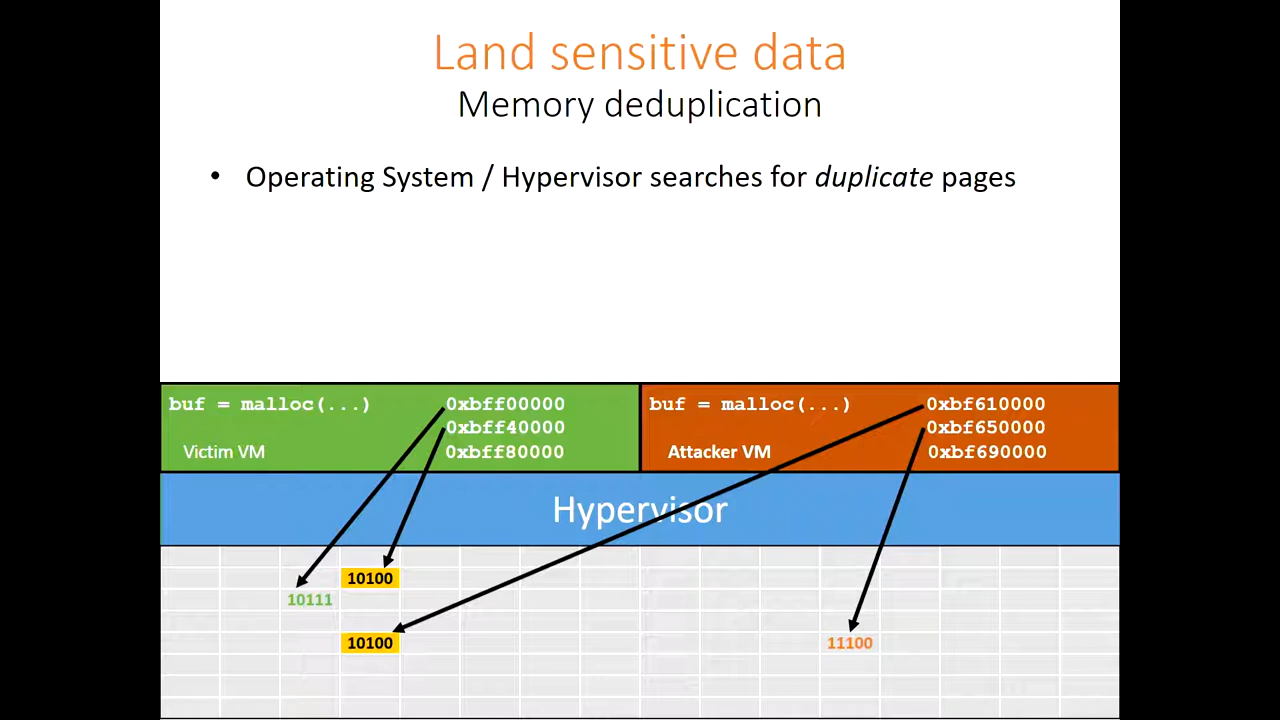 Land sensitive data
Memory deduplication
• Operating System / Hypervisor searches for duplicate pages
buf = malloc(...) 0xbff00000
0xbff40000
Victim VM 0xbff80000
buf = malloc(...) 0xbf610000
0xbf650000
Attacker VM 0xbf690000
Hypervisor
10100
10111
10100
11100